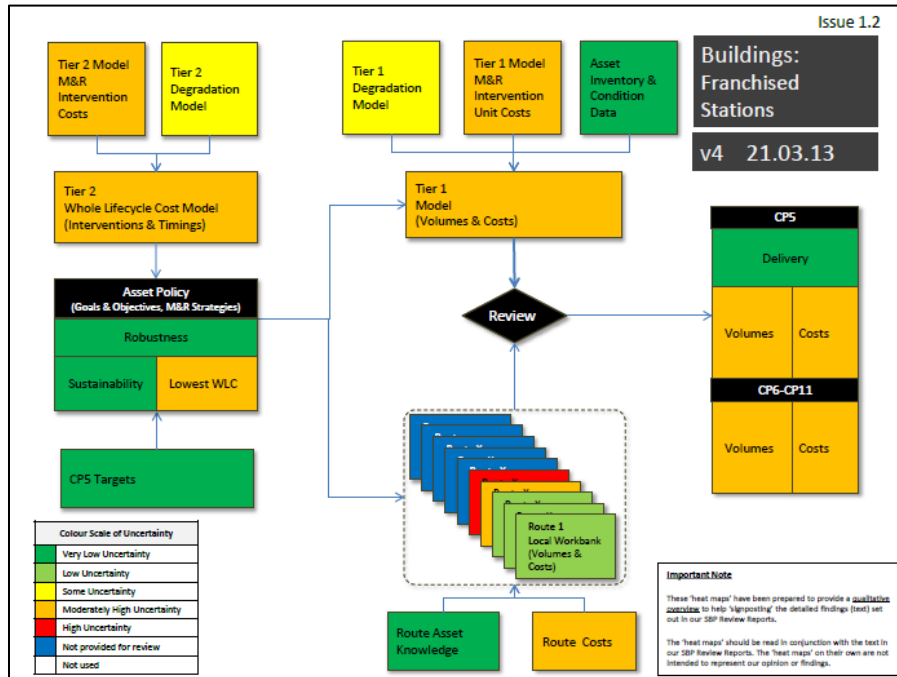 Issue 1.2
Buildings:
Franchised
Stations
v4 21.03.13
Tier 2 Model
M&R
Intervention
Costs
Tier 2
Degradation
Model
Tier 1
Degradation
Model
Tier 1 Model
M&R
Intervention
Unit Costs
Asset
Inventory &
Condition
Data
Tier 2
Whole Lifecycle Cost Model
(Interventions & Timings)
Tier 1
Model
(Volumes & Costs)
Asset Policy
(Goals & Objectives, M&R Strategies)
Robustness
Sustainability
Lowest WLC
CP5 Targets
Review
CP5
Delivery
Volumes
Costs
CP6-CP11
Volumes
Costs
Route 1
Local Workbank
(Volumes &
Costs)
Route Asset
Knowledge
Route Costs
Colour Scale of Uncertainty
Very Low Uncertainty
Low Uncertainty
Some Uncertainty
Moderately High Uncertainty
High Uncertainty
Not provided for review
Not used
Important Note
These 'heat maps' have been prepared to provide a qualitative
overview to help 'signposting' the detailed findings (text) set
out in our SBP Review Reports.
The 'heat maps' should be read in conjunction with the text in
our SBP Review Reports. The 'heat maps' on their own are not
intended to represent our opinion or findings.